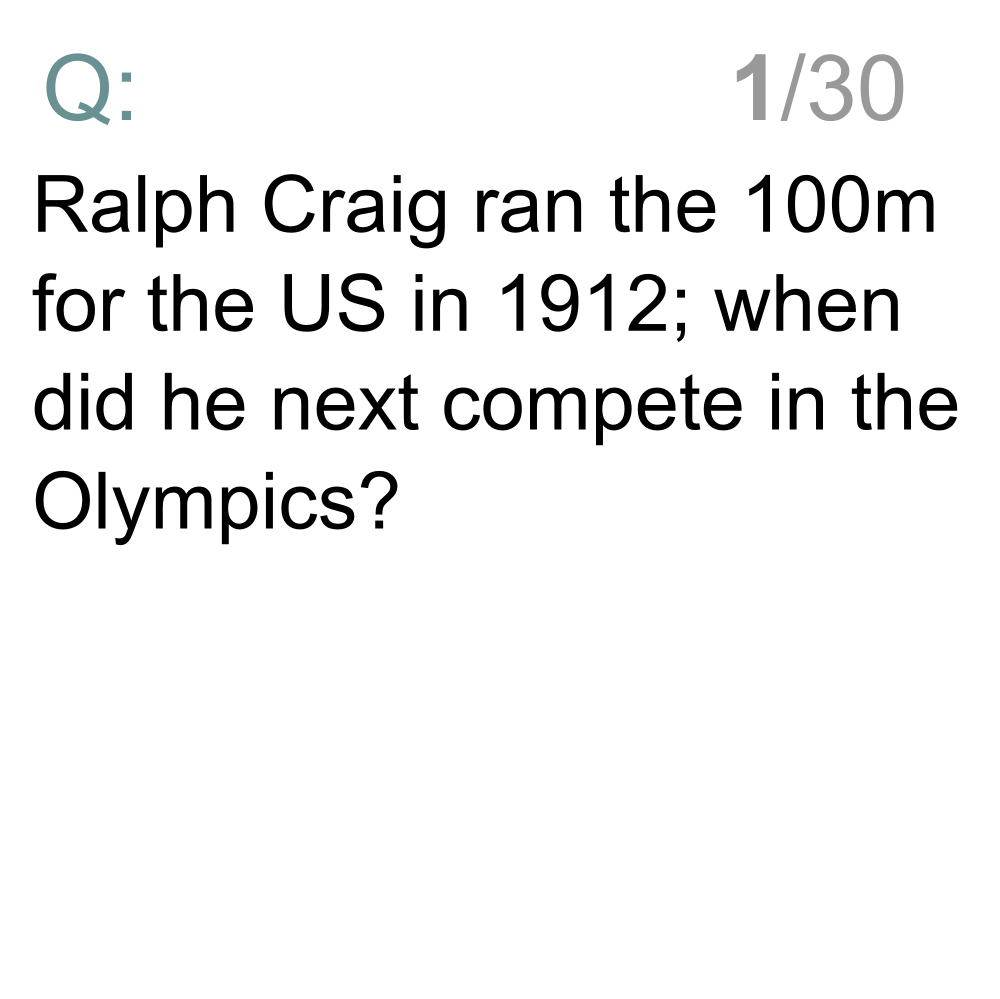 Q: 1/30
Ralph Craig ran the 100m
for the US in 1912; when
did he next compete in the
Olympics?